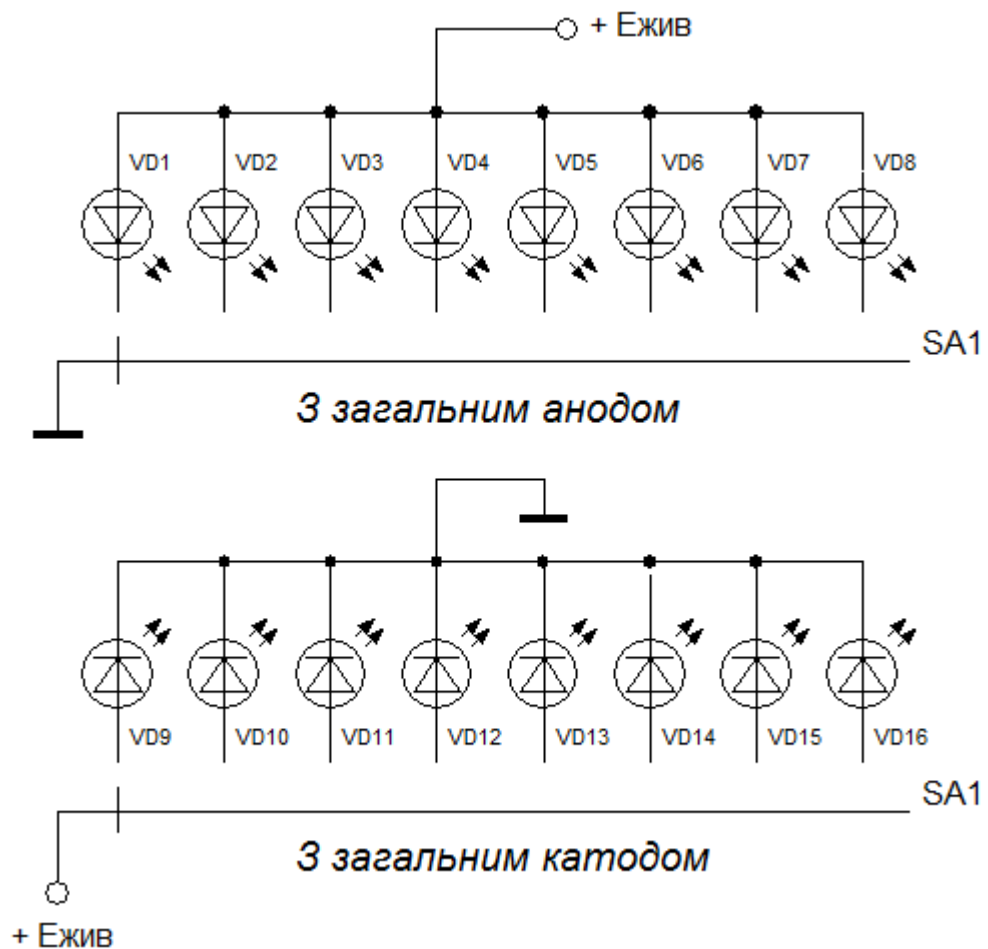 + Ежив
VD1 VD2 VD3 VD4 VD5 VD6 VD7 VD8
SA1
З загальним анодом
VD9 VD10 VD11 VD12 VD13 VD14 VD15 VD16
SA1
З загальним катодом
+ Ежив